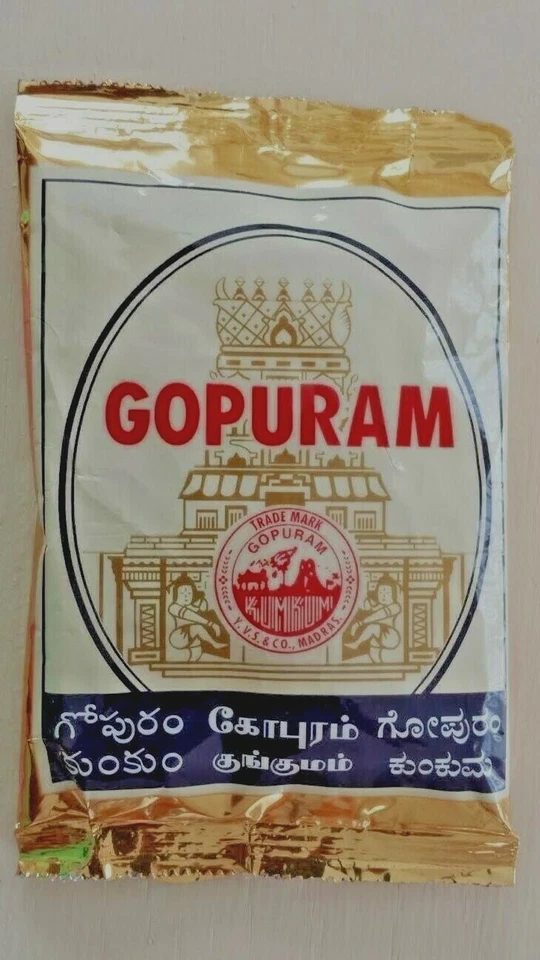 GOPURAM
TRADE MARK
GOPURAM
KUMKUM
Y.V.S. & CO., MADRAS.
గోపురం கோபுரம் ಗೋಪುರಂ
కుంకుం குங்குமம் ಕುಂಕುಮ